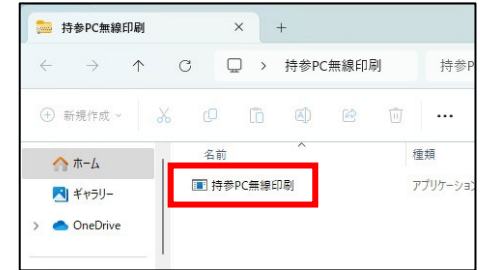 持参PC無線印刷
持参PC無線印刷 持参P
新規作成
名前 種類
ホーム
持参PC無線印刷 アプリケーション
ギャラリー
OneDrive